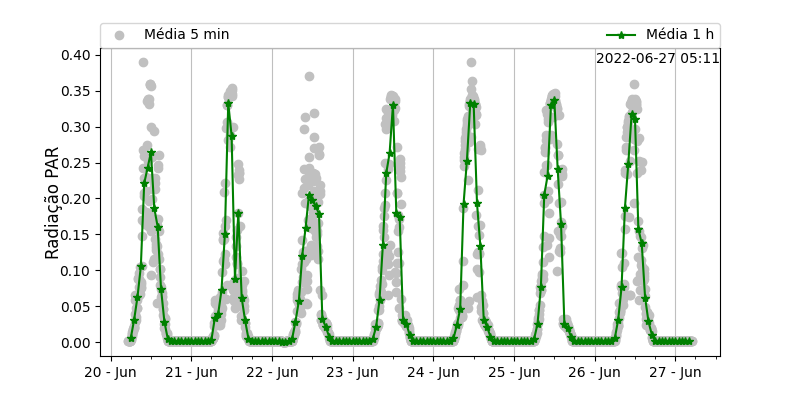 Média 5 min
Média 1 h
2022-06-27 05:11
Radiação PAR
0.40
0.35
0.30
0.25
0.20
0.15
0.10
0.05
0.00
20 - Jun
21 - Jun
22 - Jun
23 - Jun
24 - Jun
25 - Jun
26 - Jun
27 - Jun